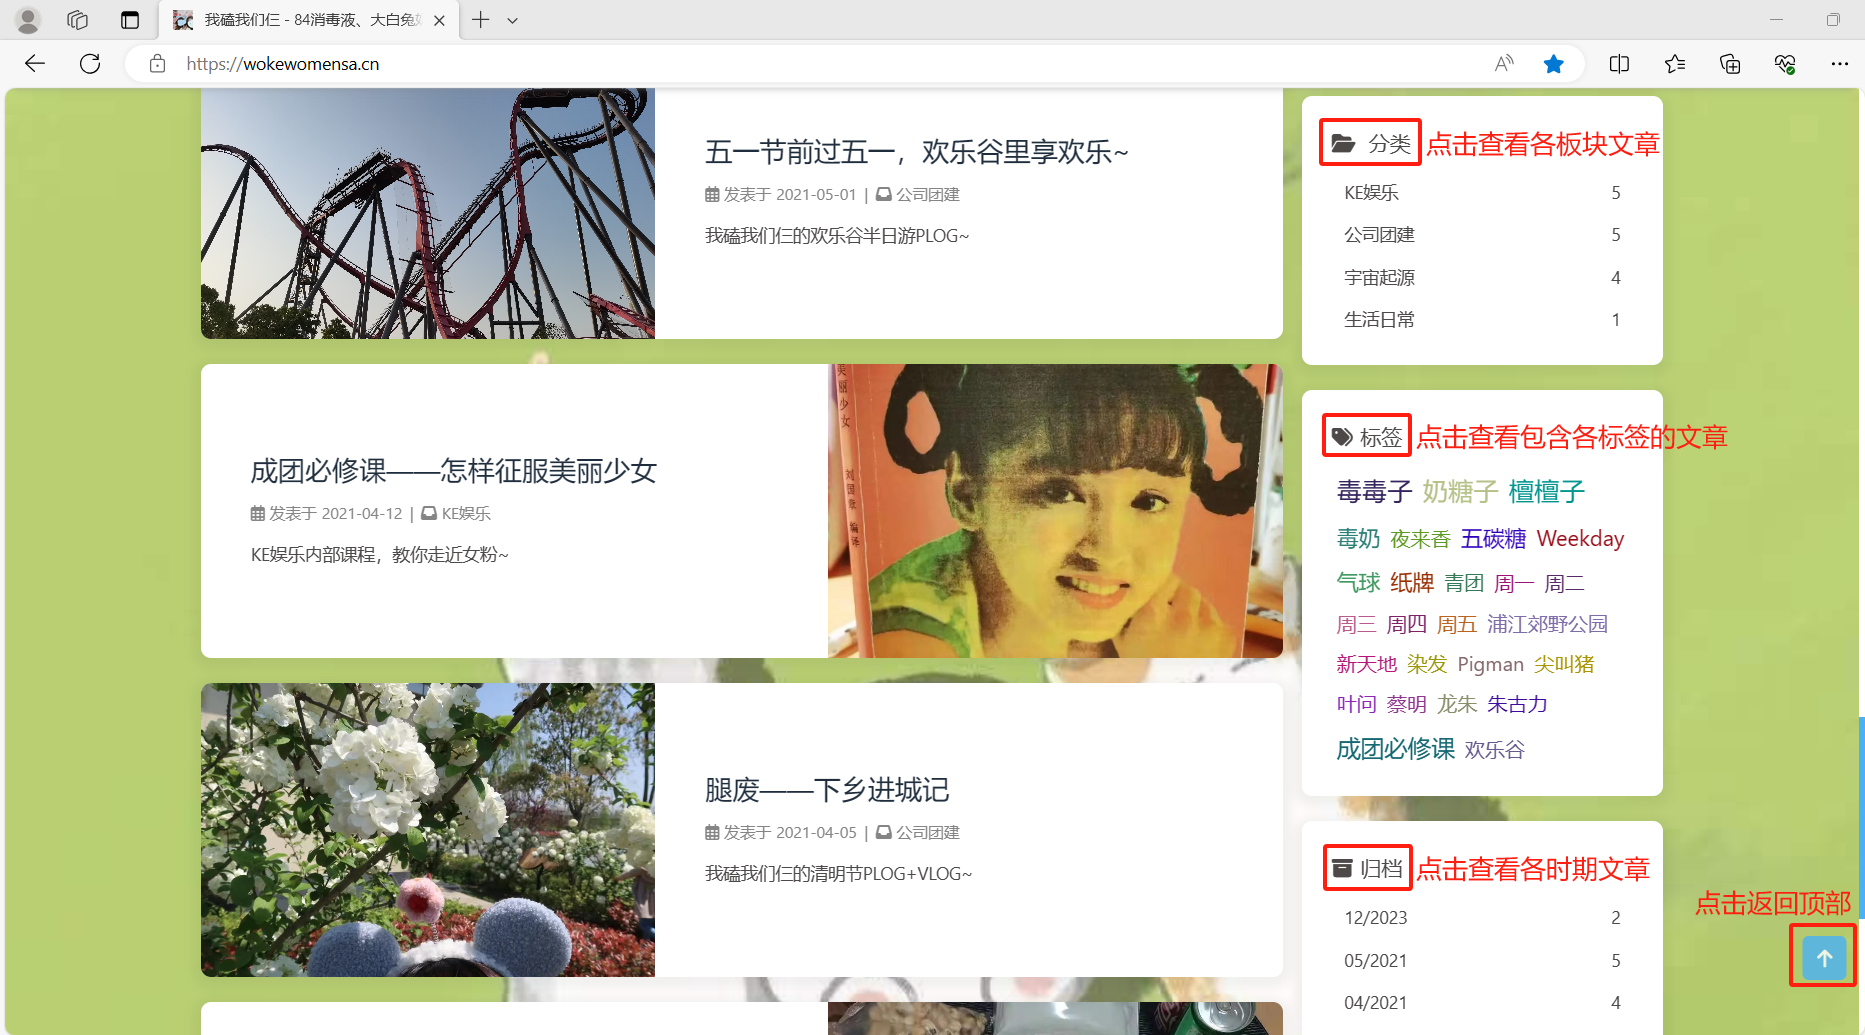 我磕我们仨 - 84消毒液、大白兔
https://wokewomensa.cn
五一节前过五一，欢乐谷里享欢乐~
发表于 2021-05-01 | 公司团建
我磕我们仨的欢乐谷半日游PLOG~
成团必修课——怎样征服美丽少女
发表于 2021-04-12 | KE娱乐
KE娱乐内部课程，教你走近女粉~
美丽少女
刘国章 编译
腿废——下乡进城记
发表于 2021-04-05 | 公司团建
我磕我们仨的清明节PLOG+VLOG~
分类 点击查看各板块文章
KE娱乐 5
公司团建 5
宇宙起源 4
生活日常 1
标签 点击查看包含各标签的文章
毒毒子 奶糖子 檀檀子
毒奶 夜来香 五碳糖 Weekday
气球 纸牌 青团 周一 周二
周三 周四 周五 浦江郊野公园
新天地 染发 Pigman 尖叫猪
叶问 蔡明 龙朱 朱古力
成团必修课 欢乐谷
归档 点击查看各时期文章
12/2023 2
05/2021 5
04/2021 4
点击返回顶部